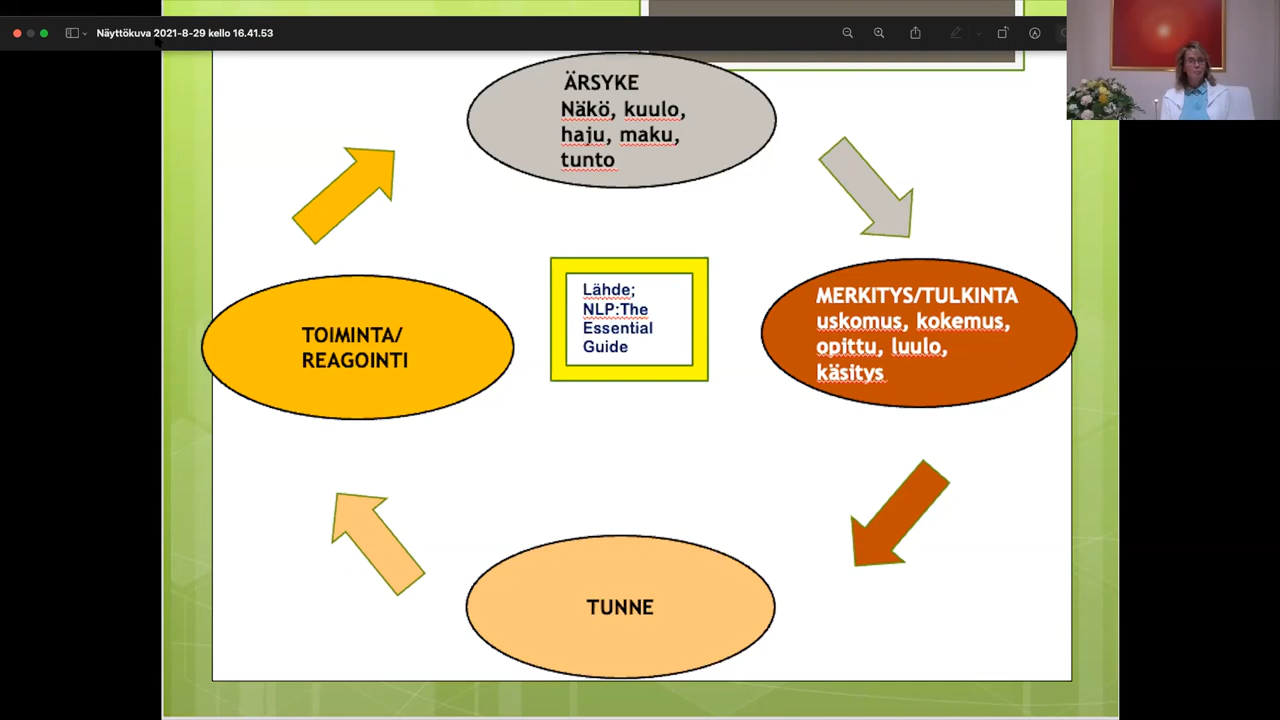 Näyttökuva 2021-8-29 kello 16.41.53
ÄRSYKE
Näkö, kuulo,
haju, maku,
tunto
MERKITYS/TULKINTA
uskomus, kokemus,
opittu, luulo,
käsitys
Lähde;
NLP:The
Essential
Guide
TOIMINTA/
REAGOINTI
TUNNE